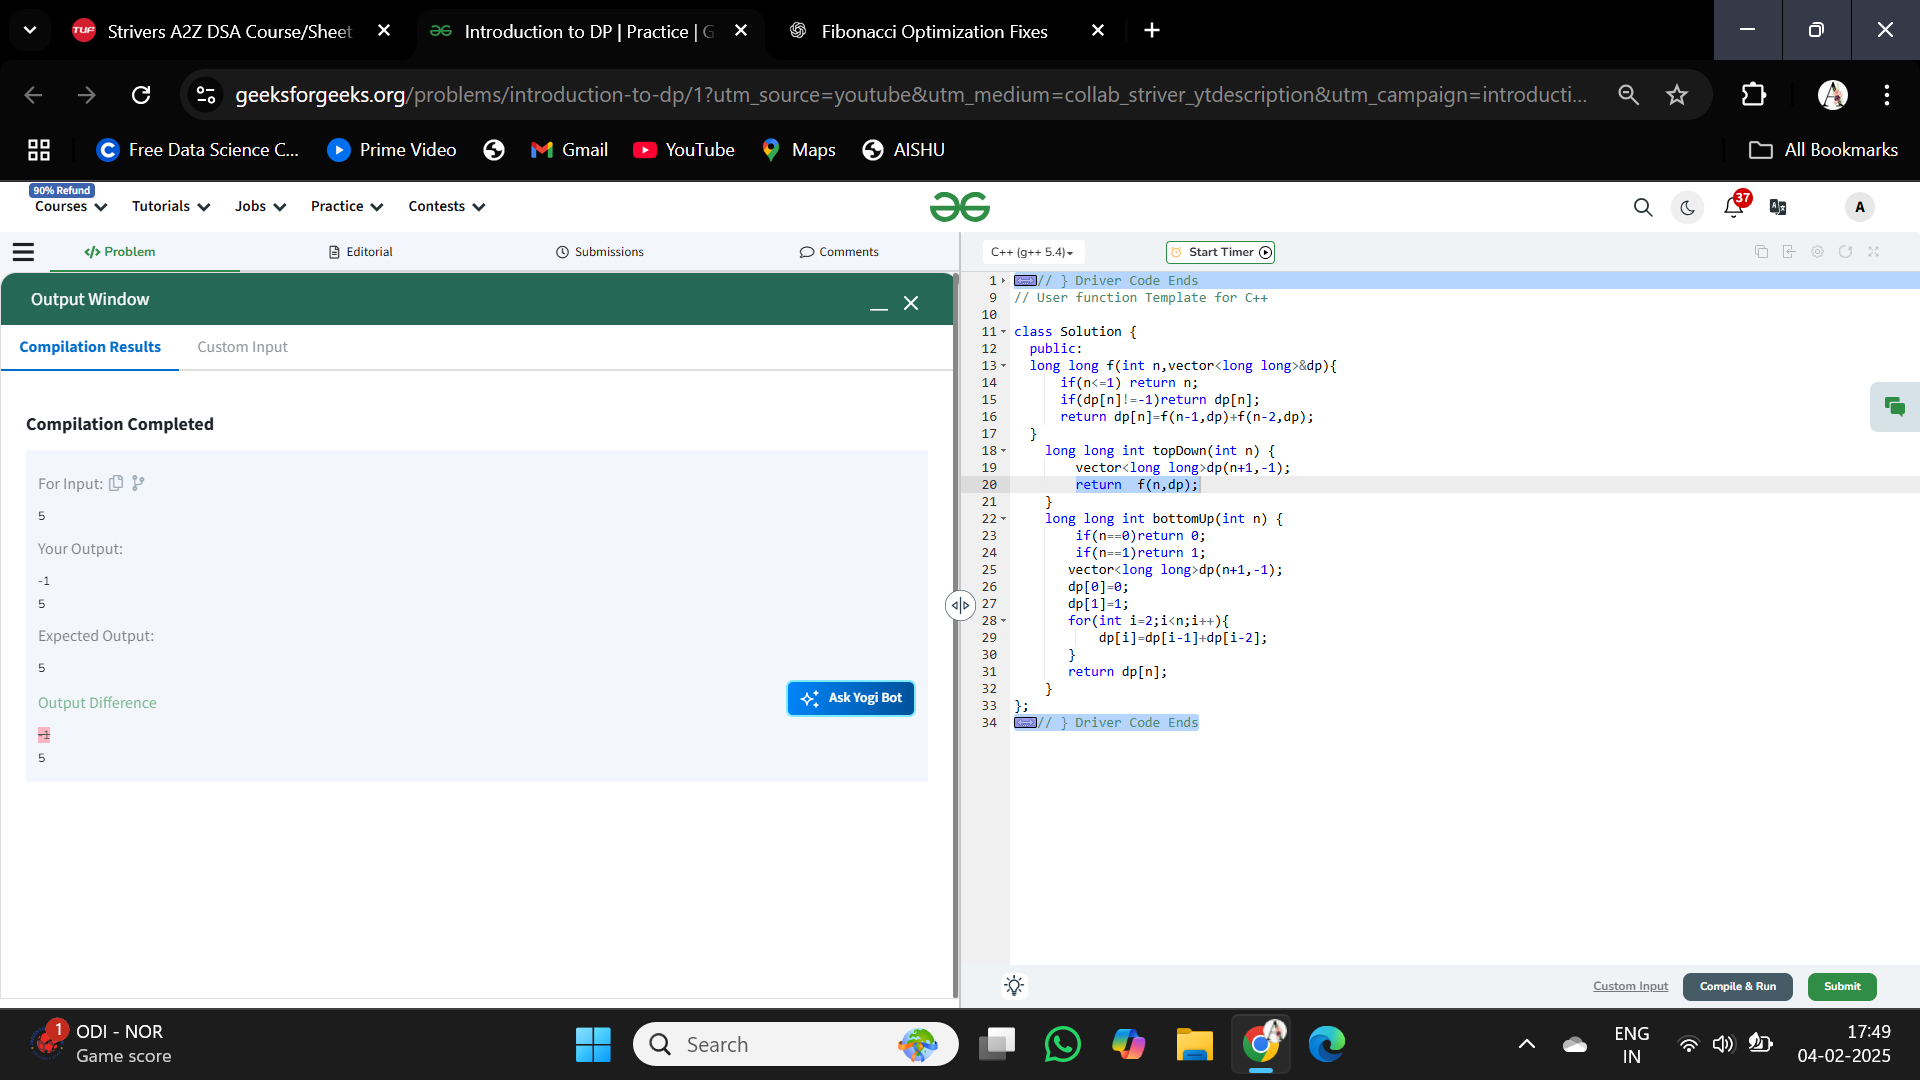 Strivers A2Z DSA Course/Sheet
Introduction to DP | Practice | G
Fibonacci Optimization Fixes
geeksforgeeks.org/problems/introduction-to-dp/1?utm_source=youtube&utm_medium=collab_striver_ytdescription&utm_campaign=introducti...
Free Data Science C...
Prime Video
Gmail
YouTube
Maps
AISHU
All Bookmarks
90% Refund
Courses
Tutorials
Jobs
Practice
Contests
37
A
Problem
Editorial
Submissions
Comments
C++ (g++ 5.4)
Start Timer
Output Window
Compilation Results
Custom Input
Compilation Completed
For Input:
5
Your Output:
-1
5
Expected Output:
5
Output Difference
-1
5
Ask Yogi Bot
1 // } Driver Code Ends
9 // User function Template for C++
10
11 class Solution {
12 public:
13 long long f(int n,vector<long long>&dp){
14 if(n<=1) return n;
15 if(dp[n]!=-1)return dp[n];
16 return dp[n]=f(n-1,dp)+f(n-2,dp);
17 }
18 long long int topDown(int n) {
19 vector<long long>dp(n+1,-1);
20 return  f(n,dp);
21 }
22 long long int bottomUp(int n) {
23 if(n==0)return 0;
24 if(n==1)return 1;
25 vector<long long>dp(n+1,-1);
26 dp[0]=0;
27 dp[1]=1;
28 for(int i=2;i<n;i++){
29 dp[i]=dp[i-1]+dp[i-2];
30 }
31 return dp[n];
32 }
33 };
34 // } Driver Code Ends
Custom Input
Compile & Run
Submit
1
ODI - NOR
Game score
Search
ENG
IN
17:49
04-02-2025